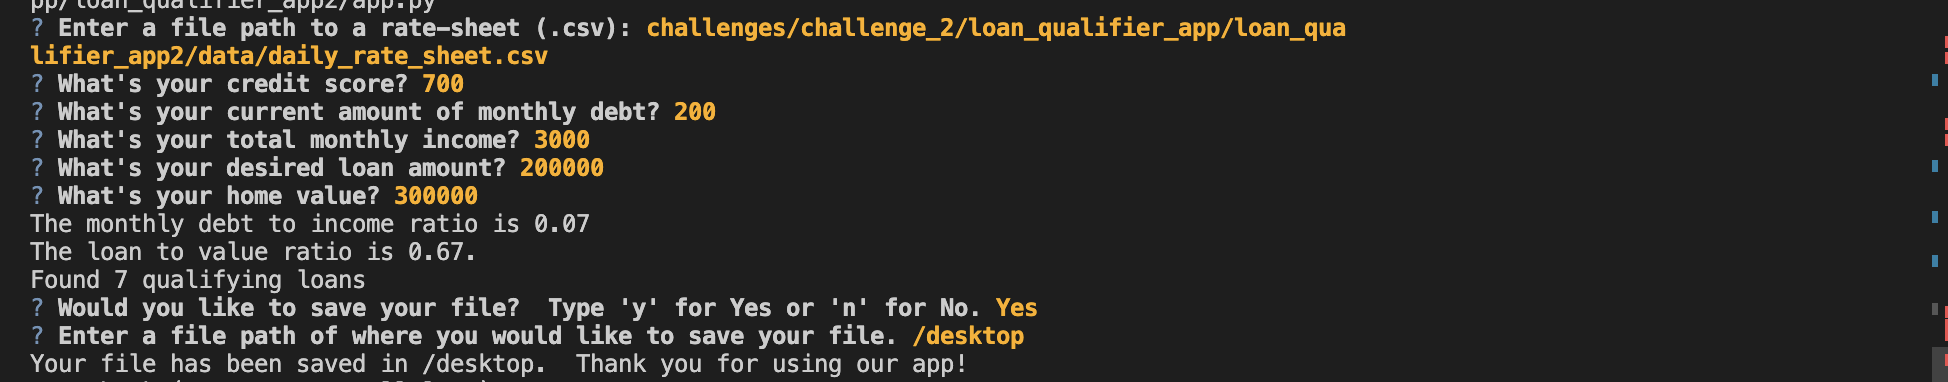 pp/loan_qualifier_app2/app.py
? Enter a file path to a rate-sheet (.csv): challenges/challenge_2/loan_qualifier_app/loan_qua
lifier_app2/data/daily_rate_sheet.csv
? What's your credit score? 700
? What's your current amount of monthly debt? 200
? What's your total monthly income? 3000
? What's your desired loan amount? 200000
? What's your home value? 300000
The monthly debt to income ratio is 0.07
The loan to value ratio is 0.67.
Found 7 qualifying loans
? Would you like to save your file?  Type 'y' for Yes or 'n' for No. Yes
? Enter a file path of where you would like to save your file. /desktop
Your file has been saved in /desktop.  Thank you for using our app!